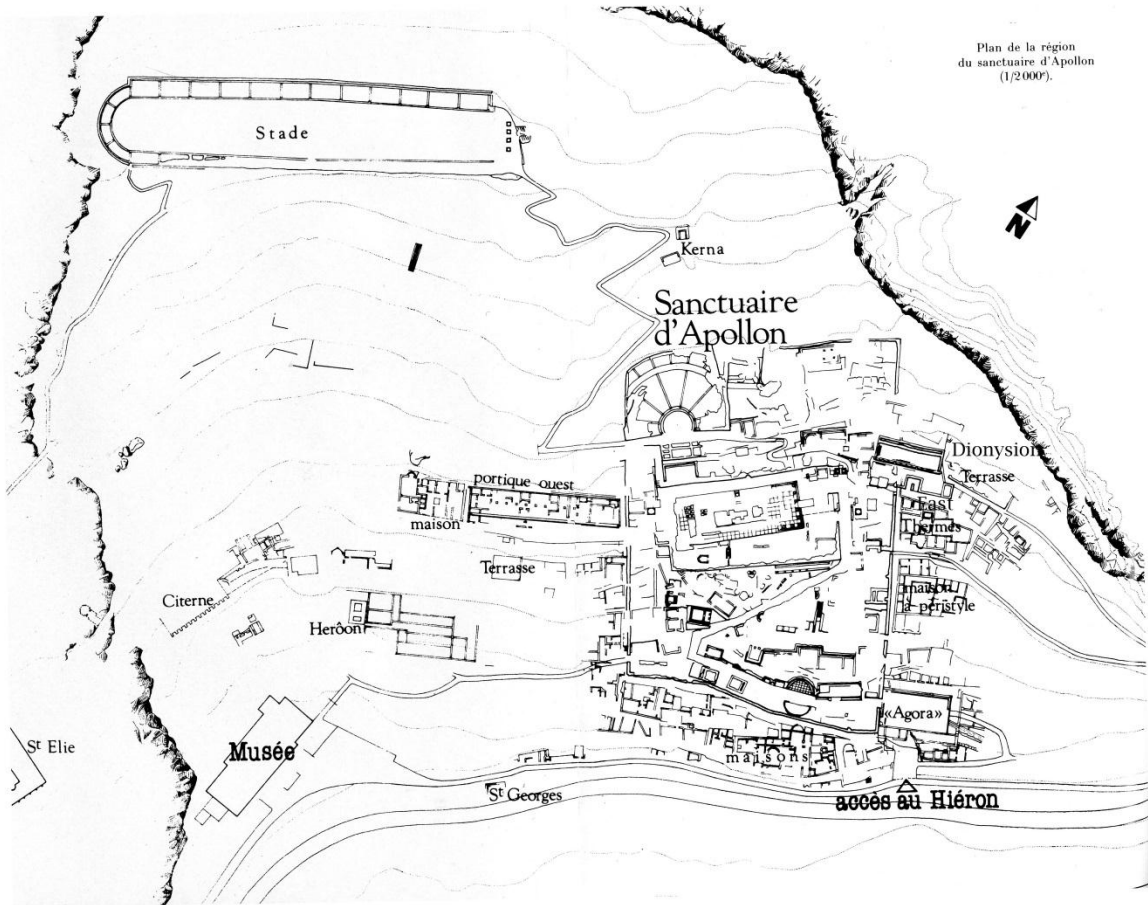 Plan de la région
du sanctuaire d'Apollon
(1/2000e).
Stade
N
Kerna
Sanctuaire
d'Apollon
Dionysion
Terrasse
portique ouest
East
thermes
maison
Terrasse
maison
à péristyle
Citerne
Herôon
«Agora»
St Elie
Musée
maisons
St Georges
accès au Hiéron